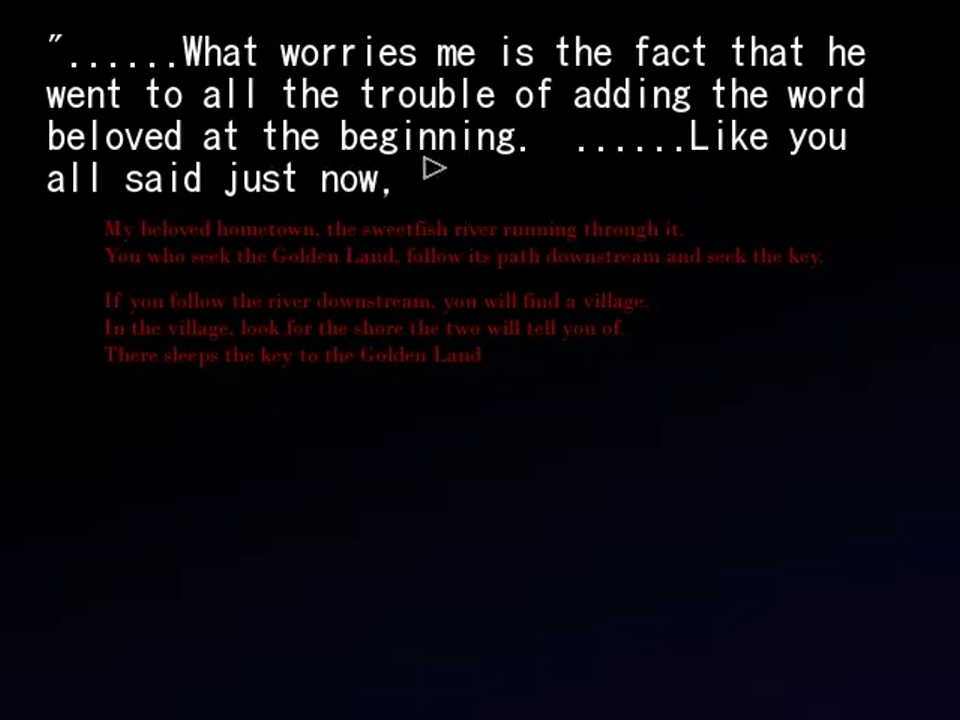 "......What worries me is the fact that he
went to all the trouble of adding the word
beloved at the beginning.  ......Like you
all said just now,
My beloved hometown, the sweetfish river running through it.
You who seek the Golden Land, follow its path downstream and seek the key.
If you follow the river downstream, you will find a village.
In the village, look for the shore the two will tell you of.
There sleeps the key to the Golden Land